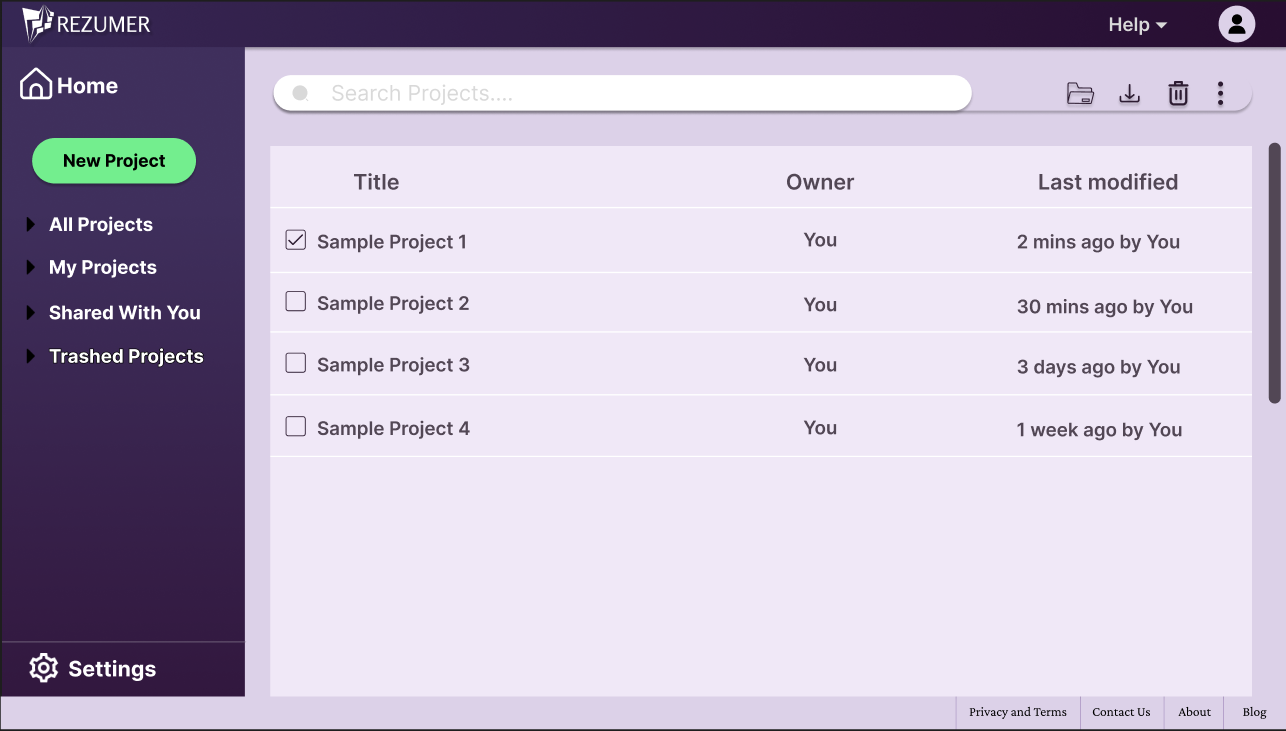 REZUMER
Help
Home
Search Projects....
New Project
All Projects
My Projects
Shared With You
Trashed Projects
Settings
Title Owner Last modified
Sample Project 1 You 2 mins ago by You
Sample Project 2 You 30 mins ago by You
Sample Project 3 You 3 days ago by You
Sample Project 4 You 1 week ago by You
Privacy and Terms Contact Us About Blog